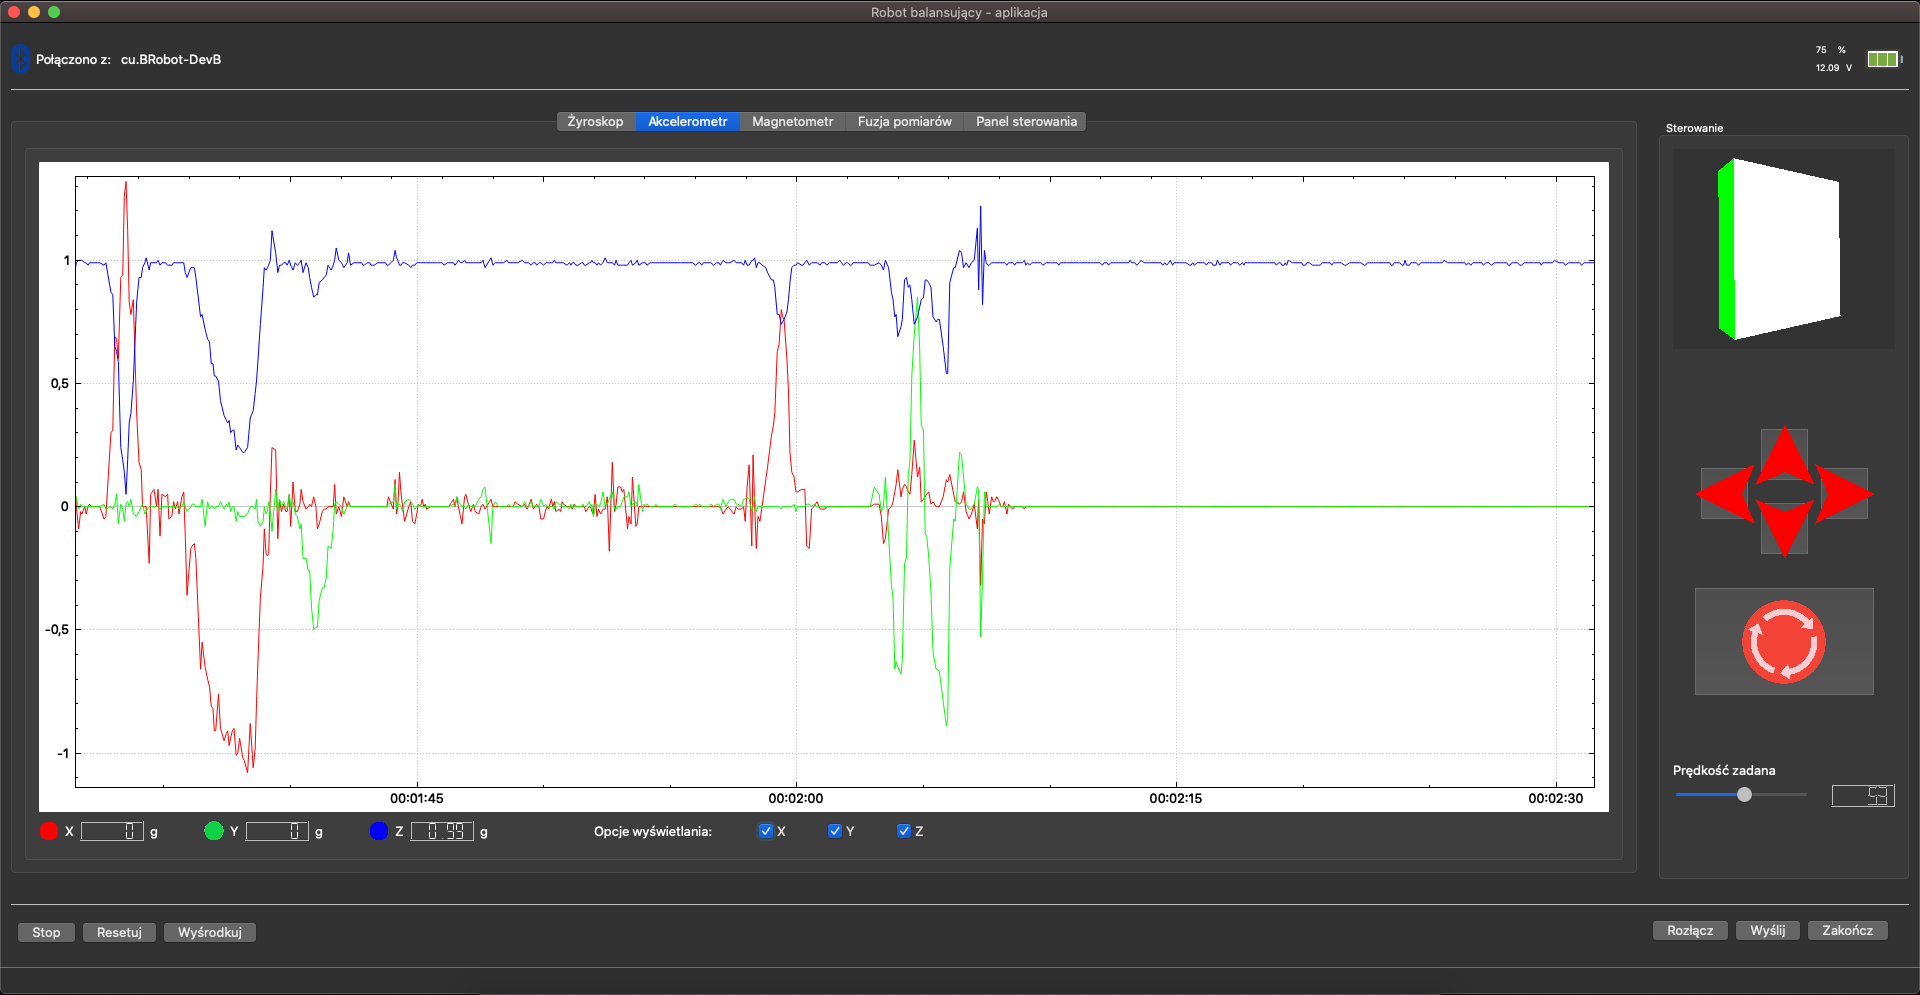 Robot balansujący - aplikacja
Połączono z: cu.BRobot-DevB
75 %
12.09 V
Żyroskop Akcelerometr Magnetometr Fuzja pomiarów Panel sterowania
Sterowanie
1
0,5
0
-0,5
-1
00:01:45 00:02:00 00:02:15 00:02:30
X 0 g Y 0 g Z 0.99 g Opcje wyświetlania: X Y Z
Prędkość zadana
53
Stop Resetuj Wyśrodkuj
Rozłącz Wyślij Zakończ